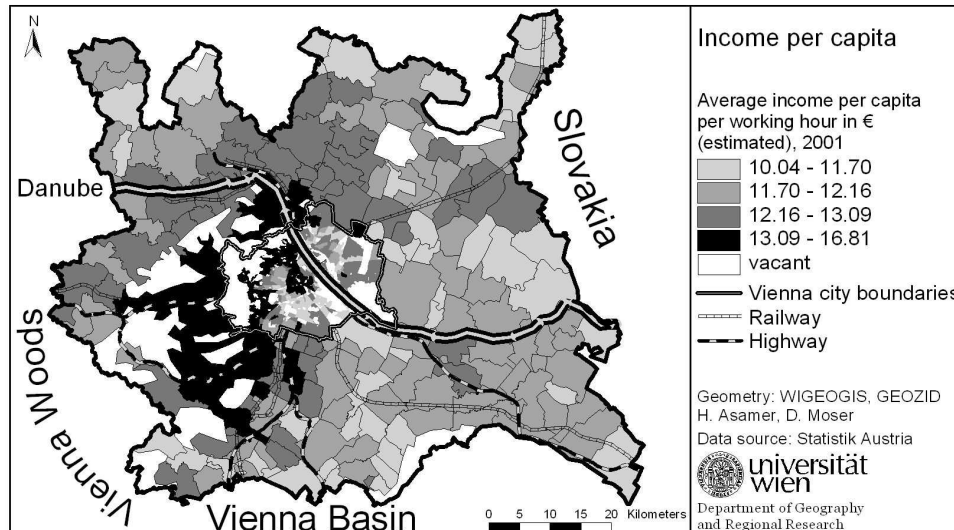 N
Danube
Slovakia
Vienna Woods
Vienna Basin
0 5 10 15 20 Kilometers
Income per capita
Average income per capita
per working hour in €
(estimated), 2001
10.04 - 11.70
11.70 - 12.16
12.16 - 13.09
13.09 - 16.81
vacant
Vienna city boundaries
Railway
Highway
Geometry: WIGEOGIS, GEOZID
H. Asamer, D. Moser
Data source: Statistik Austria
universität
wien
Department of Geography
and Regional Research